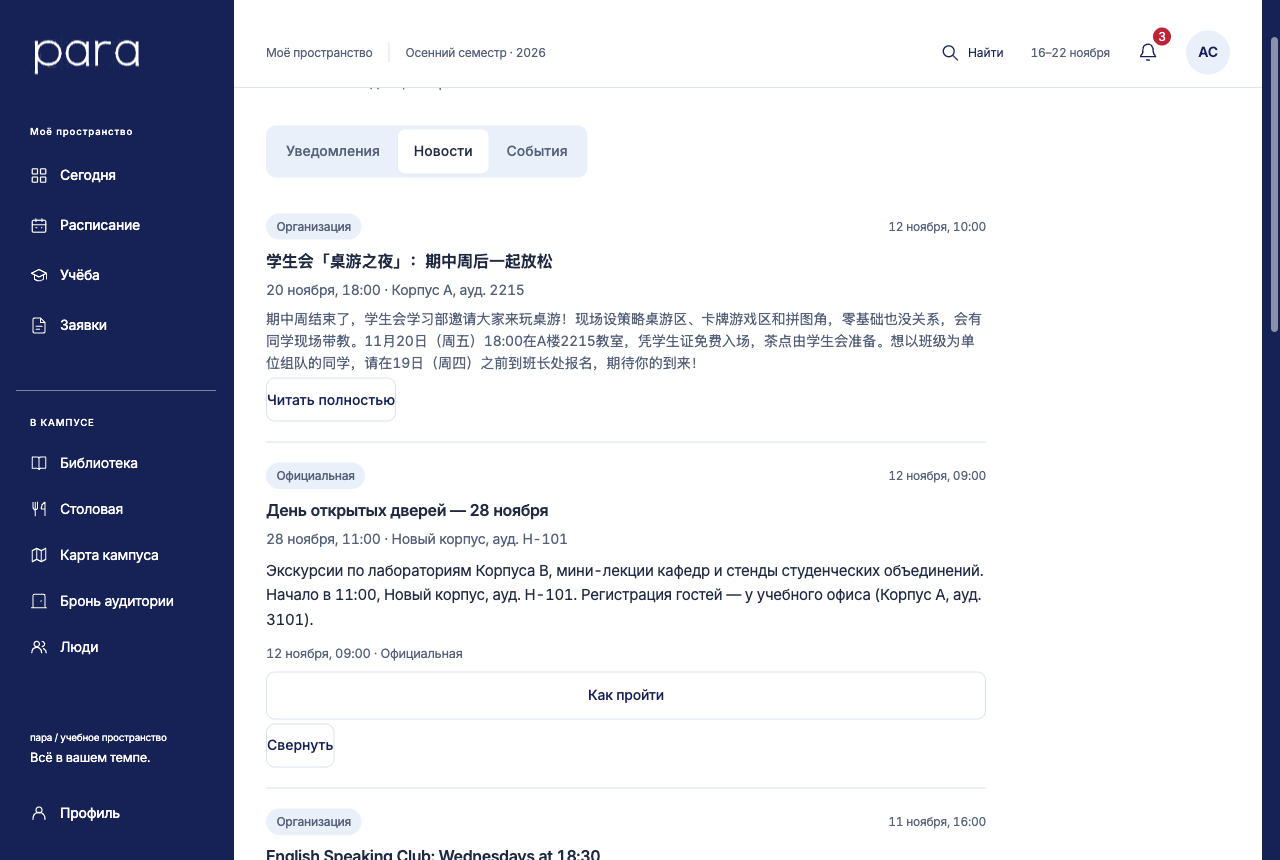 para
Моё пространство
Сегодня
Расписание
Учёба
Заявки
В КАМПУСЕ
Библиотека
Столовая
Карта кампуса
Бронь аудитории
Люди
пара / учебное пространство
Всё в вашем темпе.
Профиль
Моё пространство
Осенний семестр · 2026
Найти
16–22 ноября
3
АС
Уведомления
Новости
События
Организация
12 ноября, 10:00
学生会「桌游之夜」：期中周后一起放松
20 ноября, 18:00 · Корпус А, ауд. 2215
期中周结束了，学生会学习部邀请大家来玩桌游！现场设策略桌游区、卡牌游戏区和拼图角，零基础也没关系，会有
同学现场带教。11月20日（周五）18:00在A楼2215教室，凭学生证免费入场，茶点由学生会准备。想以班级为单
位组队的同学，请在19日（周四）之前到班长处报名，期待你的到来！
Читать полностью
Официальная
12 ноября, 09:00
День открытых дверей — 28 ноября
28 ноября, 11:00 · Новый корпус, ауд. Н-101
Экскурсии по лабораториям Корпуса В, мини-лекции кафедр и стенды студенческих объединений.
Начало в 11:00, Новый корпус, ауд. Н-101. Регистрация гостей — у учебного офиса (Корпус А, ауд.
3101).
12 ноября, 09:00 · Официальная
Как пройти
Свернуть
Организация
11 ноября, 16:00
English Speaking Club: Wednesdays at 18:30